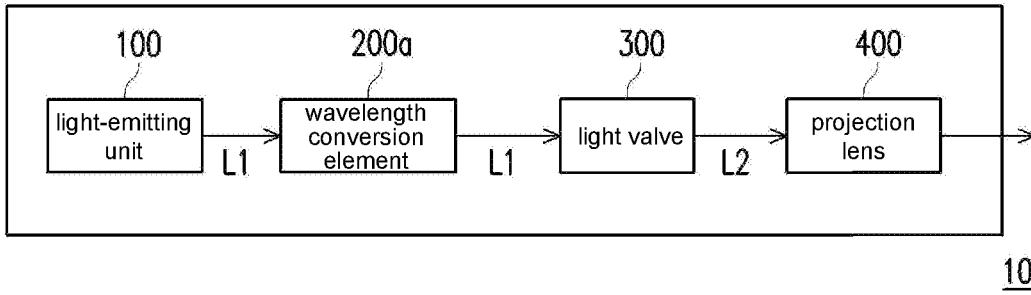 100
200a
300
400
light-emitting
unit
wavelength
conversion
element
light valve
projection
lens
L1
L1
L2
10